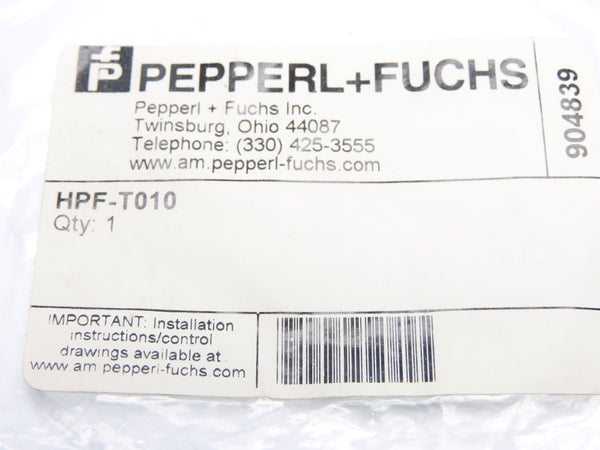 PEPPERL+FUCHS
Pepperl + Fuchs Inc.
Twinsburg, Ohio 44087
Telephone: (330) 425-3555
www.am.pepperl-fuchs.com
904839
HPF-T010
Qty: 1
IMPORTANT: Installation
instructions/control
drawings available at
www.am.pepperl-fuchs.com